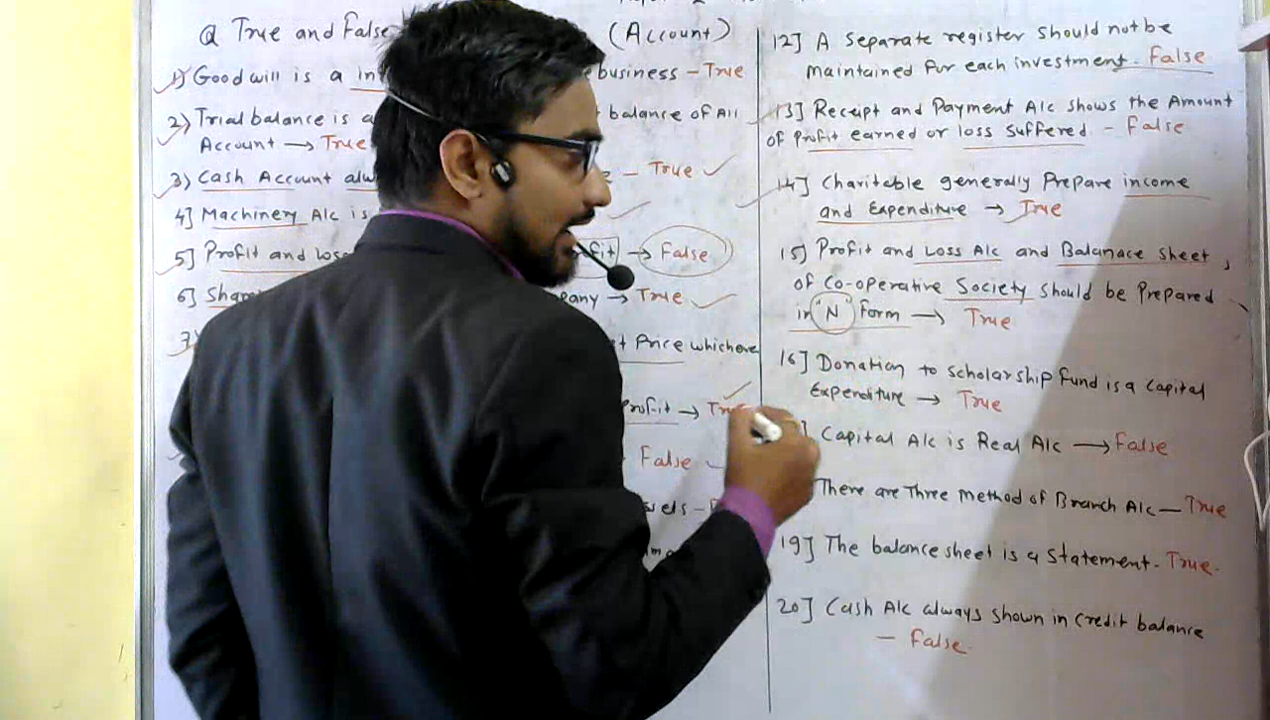 Q True and False (Account)
1) Goodwill is a in business - True
2) Trial balance is a balance of All
Account → True
3) Cash Account alw - True
4] Machinery A/c is
5] Profit and loss → False
6] Shar pany → True
7) Price whichever
Profit → True
False
12] A separate register should not be
maintained for each investment. False
13] Receipt and Payment A/c shows the Amount
of Profit earned or loss suffered - False
14] Charitable generally Prepare income
and Expenditure → True
15] Profit and Loss A/c and Balanace sheet,
of Co-operative Society should be Prepared
in "N" Form → True
16] Donation to scholarship fund is a Capital
Expenditure → True
Capital A/c is Real A/c → False
There are Three method of Branch A/c - True
19] The balance sheet is a statement. True.
20] Cash A/c always shown in credit balance
- False.